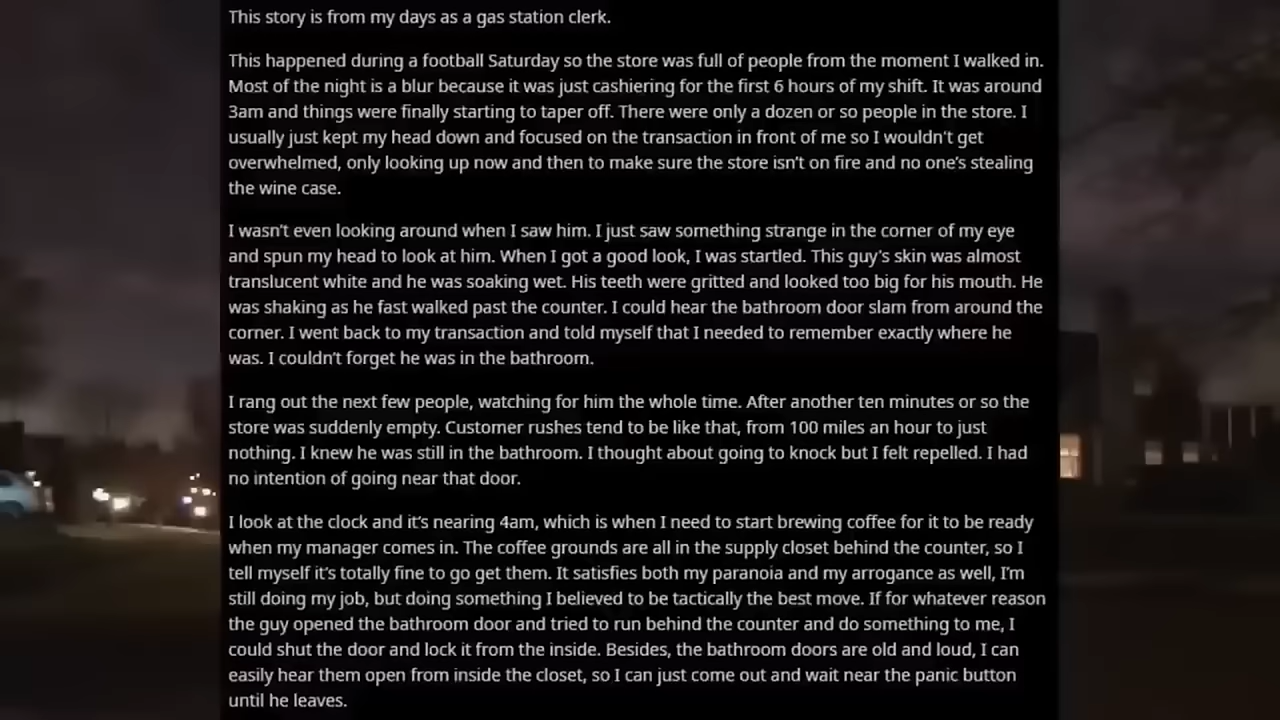 This story is from my days as a gas station clerk.
This happened during a football Saturday so the store was full of people from the moment I walked in.
Most of the night is a blur because it was just cashiering for the first 6 hours of my shift. It was around
3am and things were finally starting to taper off. There were only a dozen or so people in the store. I
usually just kept my head down and focused on the transaction in front of me so I wouldn't get
overwhelmed, only looking up now and then to make sure the store isn't on fire and no one's stealing
the wine case.
I wasn't even looking around when I saw him. I just saw something strange in the corner of my eye
and spun my head to look at him. When I got a good look, I was startled. This guy's skin was almost
translucent white and he was soaking wet. His teeth were gritted and looked too big for his mouth. He
was shaking as he fast walked past the counter. I could hear the bathroom door slam from around the
corner. I went back to my transaction and told myself that I needed to remember exactly where he
was. I couldn't forget he was in the bathroom.
I rang out the next few people, watching for him the whole time. After another ten minutes or so the
store was suddenly empty. Customer rushes tend to be like that, from 100 miles an hour to just
nothing. I knew he was still in the bathroom. I thought about going to knock but I felt repelled. I had
no intention of going near that door.
I look at the clock and it's nearing 4am, which is when I need to start brewing coffee for it to be ready
when my manager comes in. The coffee grounds are all in the supply closet behind the counter, so I
tell myself it's totally fine to go get them. It satisfies both my paranoia and my arrogance as well, I'm
still doing my job, but doing something I believed to be tactically the best move. If for whatever reason
the guy opened the bathroom door and tried to run behind the counter and do something to me, I
could shut the door and lock it from the inside. Besides, the bathroom doors are old and loud, I can
easily hear them open from inside the closet, so I can just come out and wait near the panic button
until he leaves.